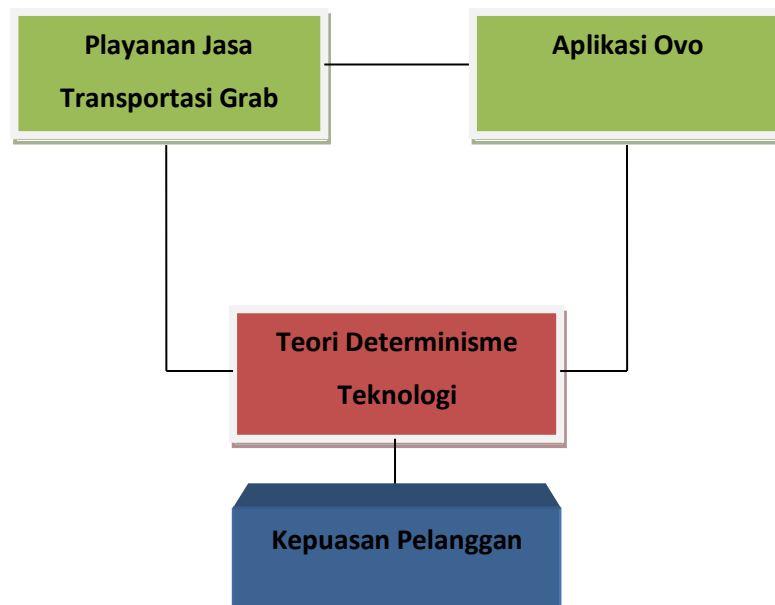 Playanan Jasa
Transportasi Grab
Aplikasi Ovo
Teori Determinisme
Teknologi
Kepuasan Pelanggan